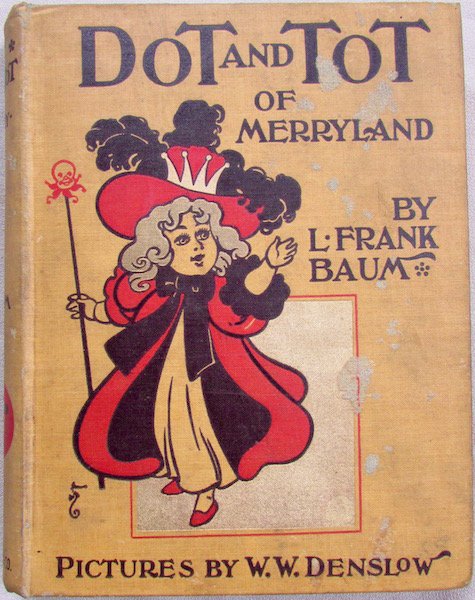 DOT AND TOT
OF
MERRYLAND
BY
L. FRANK
BAUM
PICTURES BY W. W. DENSLOW